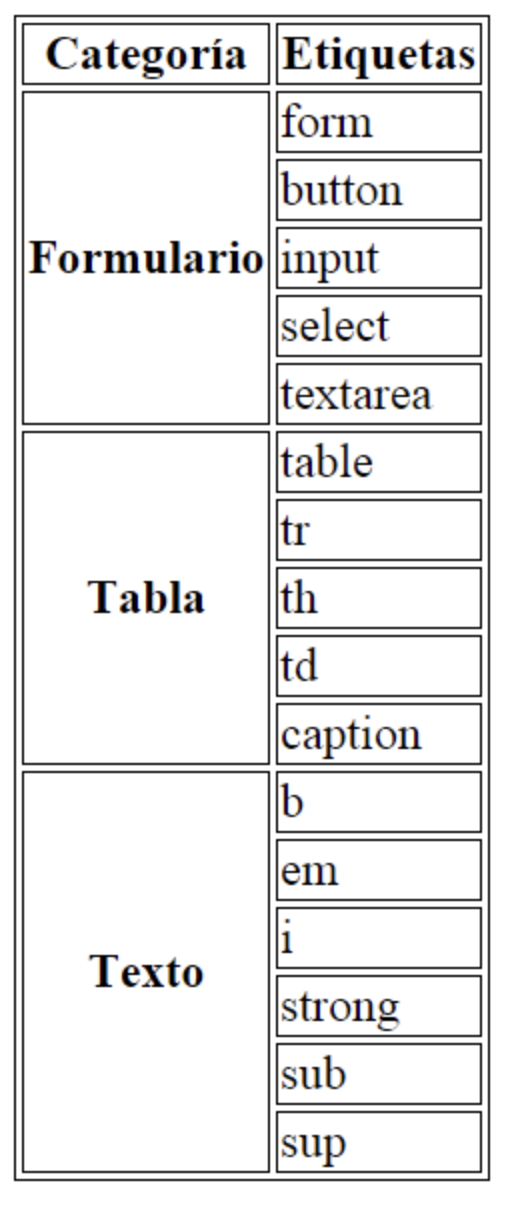 Categoría Etiquetas
Formulario form
button
input
select
textarea
Tabla table
tr
th
td
caption
Texto b
em
i
strong
sub
sup